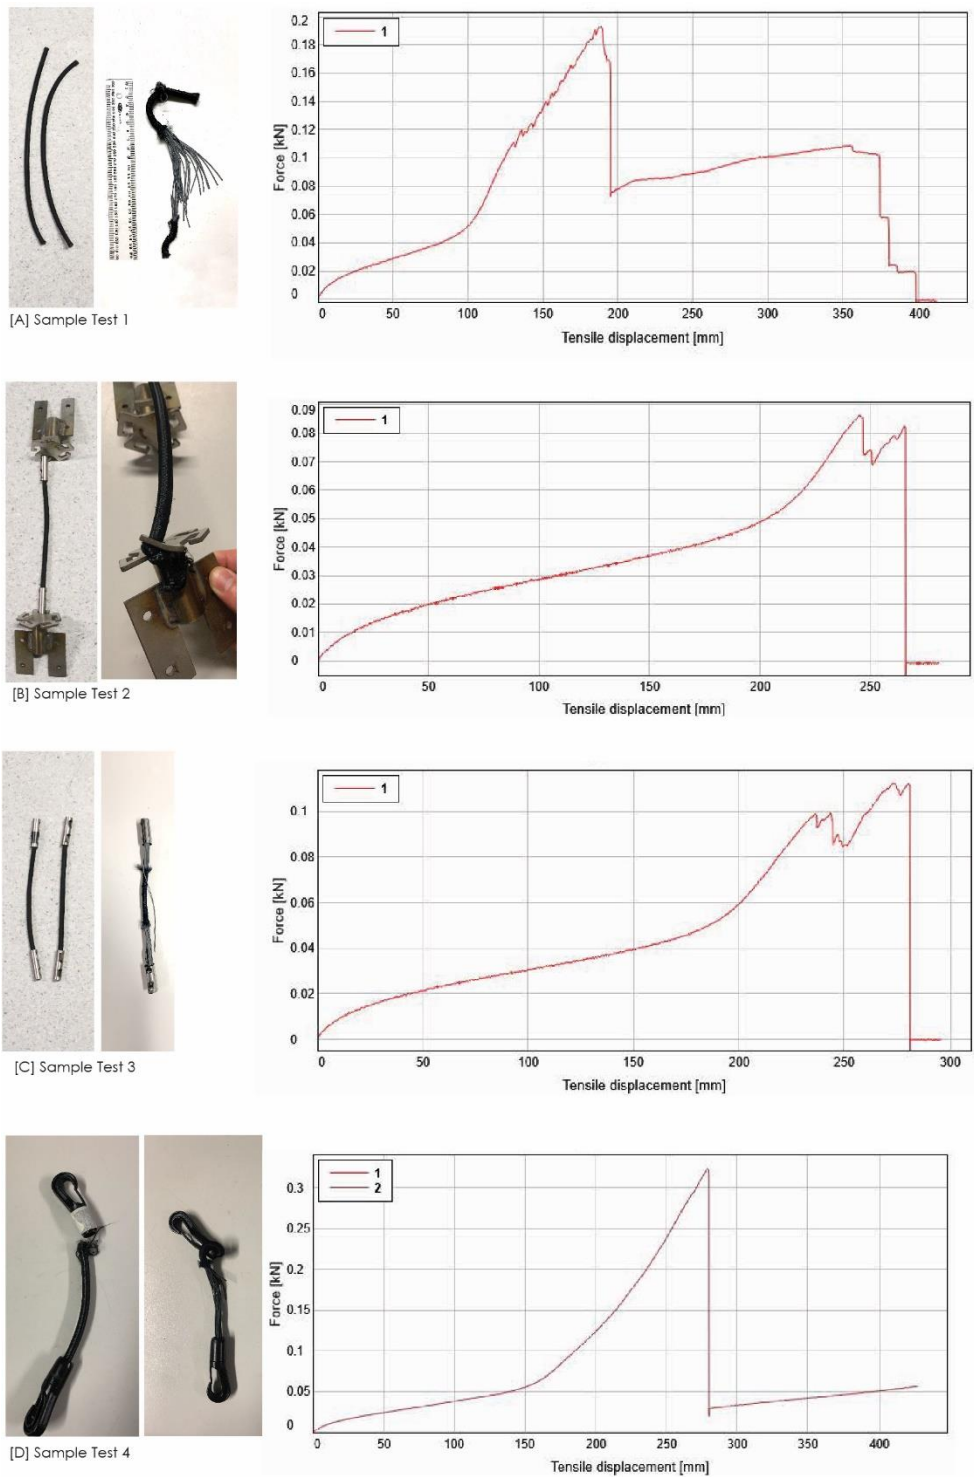 0.2
1
0.18
0.16
0.14
0.12
0.1
0.08
0.06
0.04
0.02
0
Force [kN]
0 50 100 150 200 250 300 350 400
Tensile displacement [mm]
[A] Sample Test 1
0.09
1
0.08
0.07
0.06
0.05
0.04
0.03
0.02
0.01
0
Force [kN]
0 50 100 150 200 250
Tensile displacement [mm]
[B] Sample Test 2
1
0.1
0.08
0.06
0.04
0.02
0
Force [kN]
0 50 100 150 200 250 300
Tensile displacement [mm]
[C] Sample Test 3
1
2
0.3
0.25
0.2
0.15
0.1
0.05
0
Force [kN]
0 50 100 150 200 250 300 350 400
Tensile displacement [mm]
[D] Sample Test 4